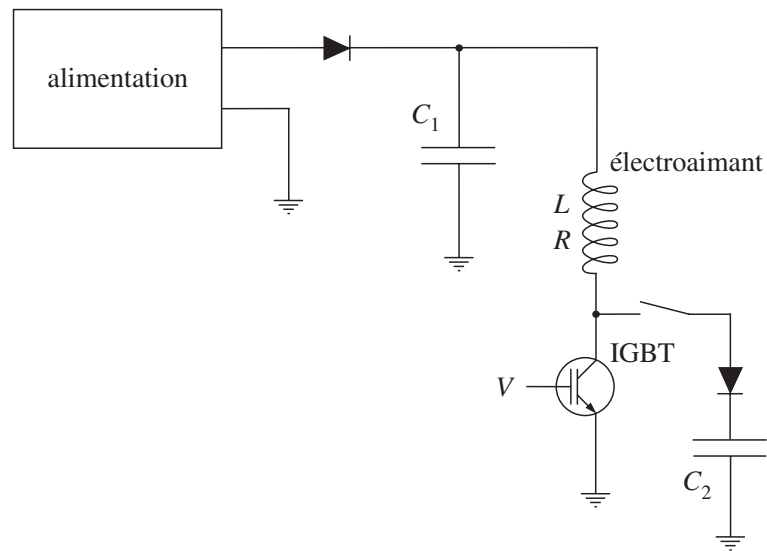 alimentation
C1
électroaimant
L
R
IGBT
V
C2